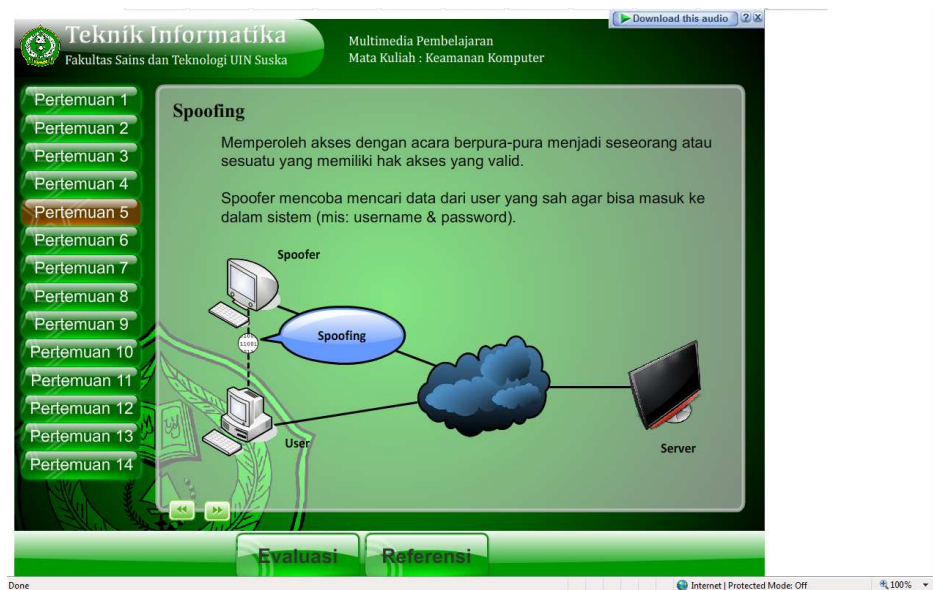 Download this audio
Teknik Informatika
Fakultas Sains dan Teknologi UIN Suska
Multimedia Pembelajaran
Mata Kuliah : Keamanan Komputer
Pertemuan 1
Pertemuan 2
Pertemuan 3
Pertemuan 4
Pertemuan 5
Pertemuan 6
Pertemuan 7
Pertemuan 8
Pertemuan 9
Pertemuan 10
Pertemuan 11
Pertemuan 12
Pertemuan 13
Pertemuan 14
Spoofing
Memperoleh akses dengan acara berpura-pura menjadi seseorang atau
sesuatu yang memiliki hak akses yang valid.
Spoofer mencoba mencari data dari user yang sah agar bisa masuk ke
dalam sistem (mis: username & password).
Spoofer
Spoofing
User
Server
Evaluasi
Referensi
Done
Internet | Protected Mode: Off
100%